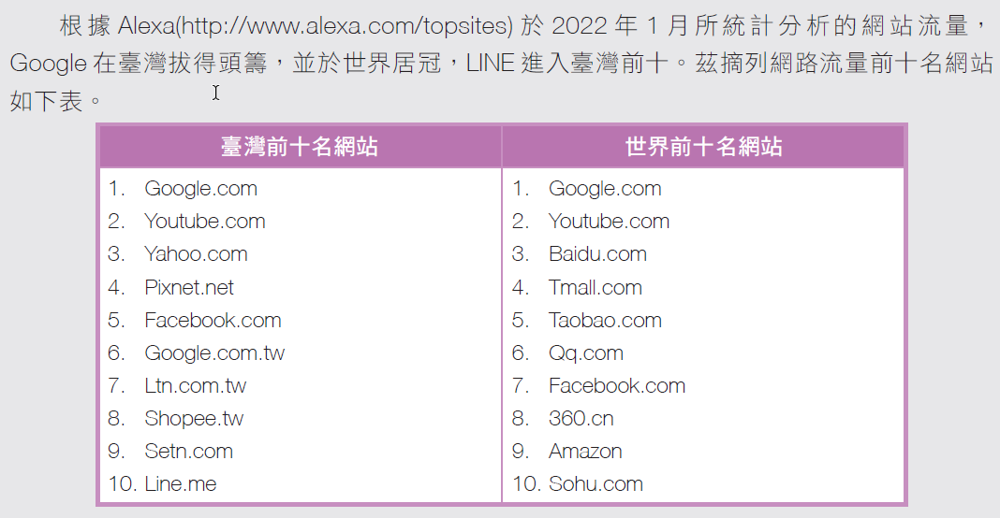 根據 Alexa(http://www.alexa.com/topsites) 於 2022 年 1 月所統計分析的網站流量，
Google 在臺灣拔得頭籌，並於世界居冠，LINE 進入臺灣前十。茲摘列網路流量前十名網站
如下表。
臺灣前十名網站
1. Google.com
2. Youtube.com
3. Yahoo.com
4. Pixnet.net
5. Facebook.com
6. Google.com.tw
7. Ltn.com.tw
8. Shopee.tw
9. Setn.com
10. Line.me
世界前十名網站
1. Google.com
2. Youtube.com
3. Baidu.com
4. Tmall.com
5. Taobao.com
6. Qq.com
7. Facebook.com
8. 360.cn
9. Amazon
10. Sohu.com